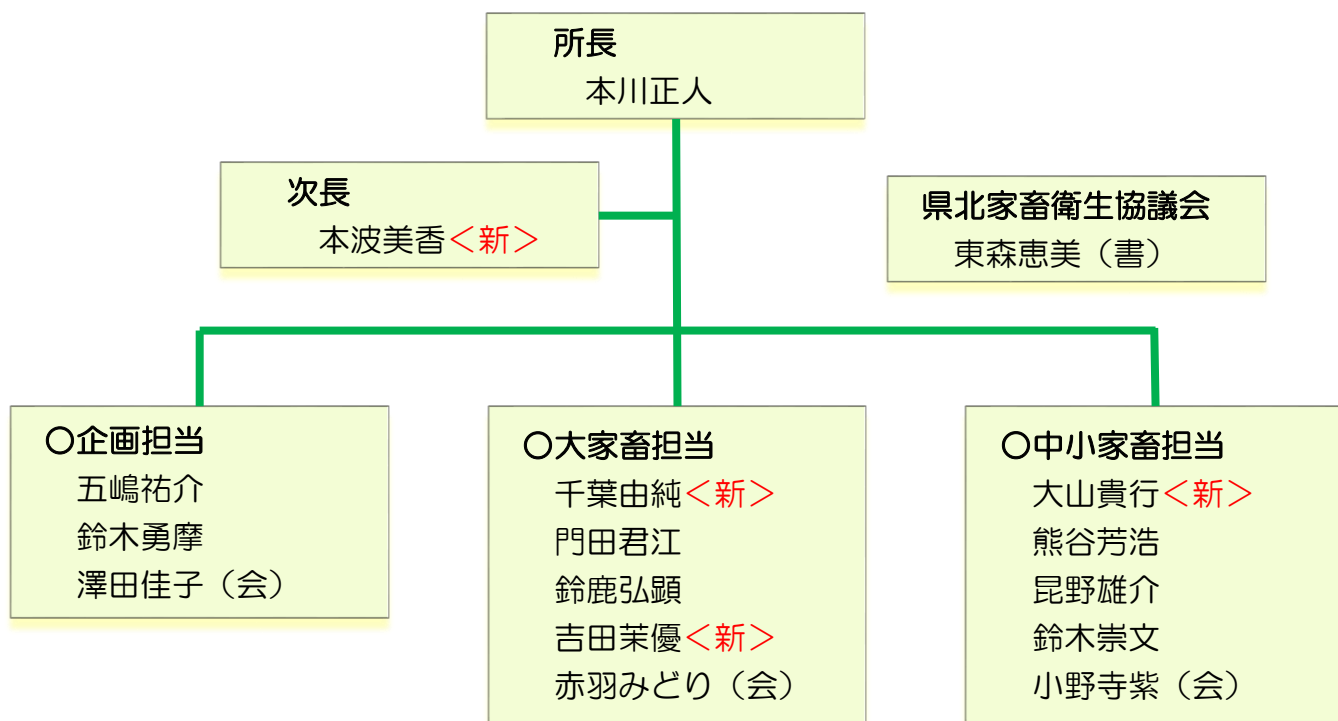 所長
本川正人
次長
本波美香＜新＞
県北家畜衛生協議会
東森恵美（書）
〇企画担当
五嶋祐介
鈴木勇摩
澤田佳子（会）
〇大家畜担当
千葉由純＜新＞
門田君江
鈴鹿弘顕
吉田茉優＜新＞
赤羽みどり（会）
〇中小家畜担当
大山貴行＜新＞
熊谷芳浩
昆野雄介
鈴木崇文
小野寺紫（会）